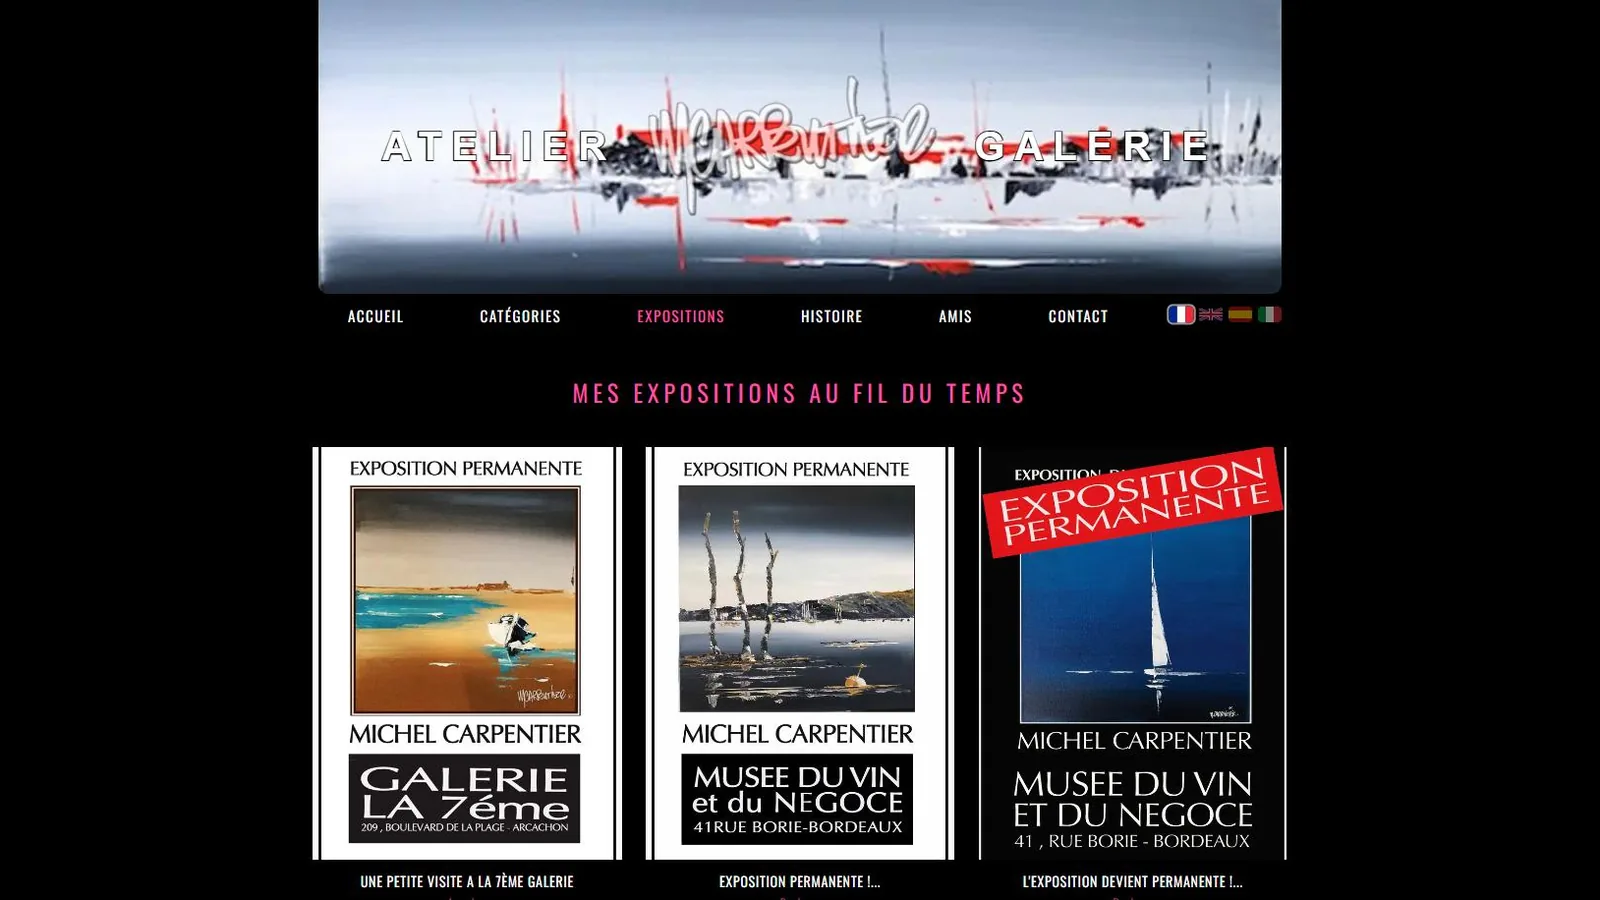 ATELIER MCARPENTIER GALERIE
ACCUEIL CATÉGORIES EXPOSITIONS HISTOIRE AMIS CONTACT
MES EXPOSITIONS AU FIL DU TEMPS
EXPOSITION PERMANENTE
MICHEL CARPENTIER
GALERIE
LA 7éme
209 , BOULEVARD DE LA PLAGE - ARCACHON
UNE PETITE VISITE A LA 7ÈME GALERIE
EXPOSITION PERMANENTE
MICHEL CARPENTIER
MUSEE DU VIN
et du NEGOCE
41RUE BORIE-BORDEAUX
EXPOSITION PERMANENTE !...
EXPOSITION
EXPOSITION
PERMANENTE
MICHEL CARPENTIER
MUSEE DU VIN
ET DU NEGOCE
41 , RUE BORIE - BORDEAUX
L'EXPOSITION DEVIENT PERMANENTE !...